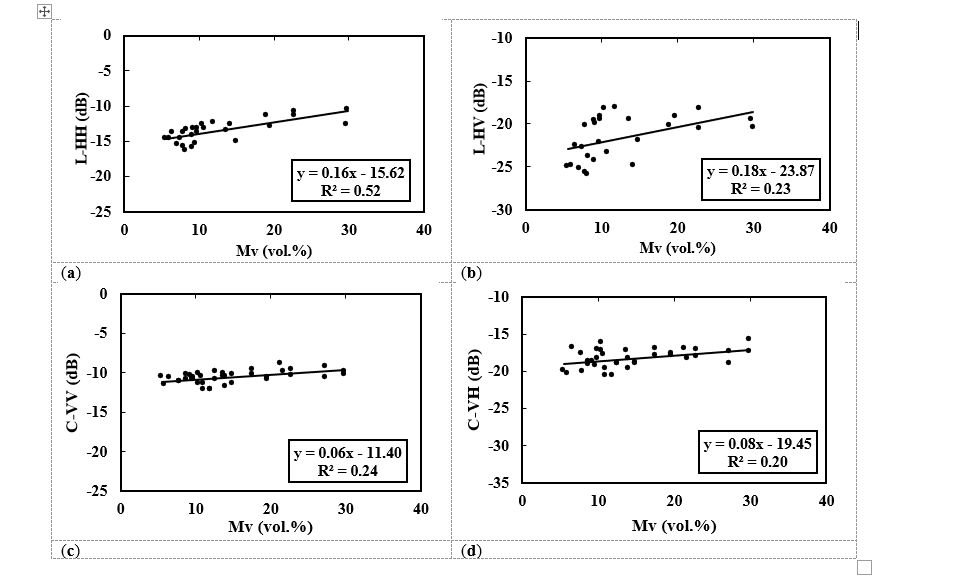 0
-5
-10
-15
-20
-25
L-HH (dB)
y = 0.16x - 15.62
R² = 0.52
0 10 20 30 40
Mv (vol.%)
(a)
-10
-15
-20
-25
-30
L-HV (dB)
y = 0.18x - 23.87
R² = 0.23
0 10 20 30 40
Mv (vol.%)
(b)
0
-5
-10
-15
-20
-25
C-VV (dB)
y = 0.06x - 11.40
R² = 0.24
0 10 20 30 40
Mv (vol.%)
(c)
-10
-15
-20
-25
-30
-35
C-VH (dB)
y = 0.08x - 19.45
R² = 0.20
0 10 20 30 40
Mv (vol.%)
(d)